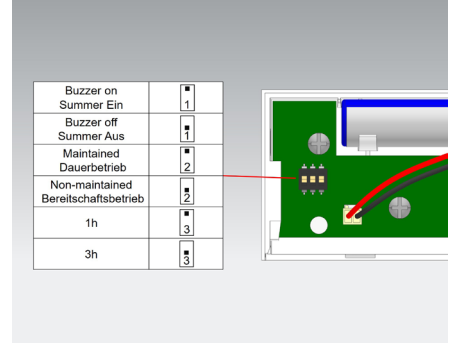 Buzzer on
Summer Ein
1
Buzzer off
Summer Aus
1
Maintained
Dauerbetrieb
2
Non-maintained
Bereitschaftsbetrieb
2
1h
3
3h
3